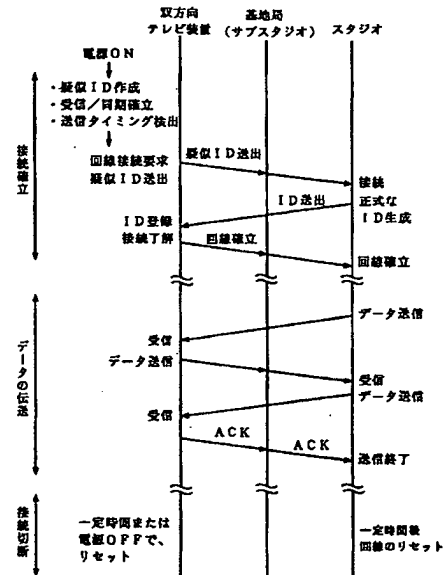 双方向
テレビ装置
基地局
(サブスタジオ)
スタジオ
電源ON
・疑似ID作成
・受信/同期確立
・送信タイミング検出
接続確立
回線接続要求
疑似ID送出
疑似ID送出
接続
ID送出
正式な
ID生成
ID登録
接続了解
回線確立
回線確立
データの伝送
データ送信
受信
データ送信
受信
データ送信
受信
ACK
ACK
送信終了
接続切断
一定時間または
電源OFFで、
リセット
一定時間後
回線のリセット